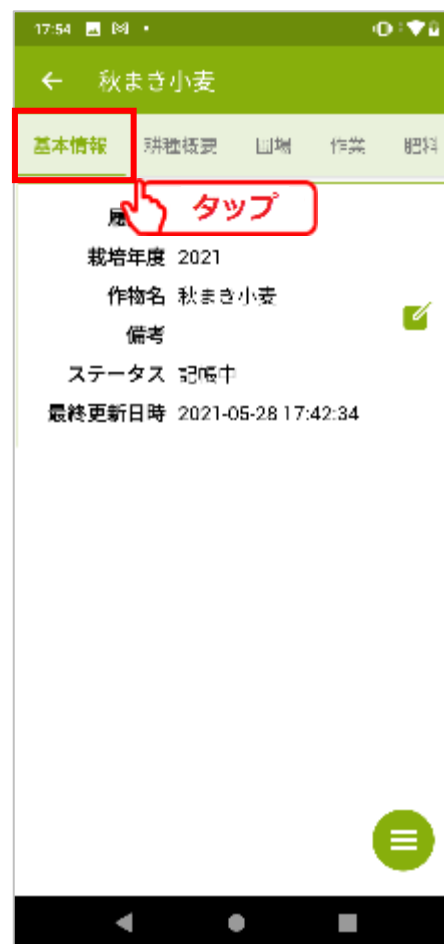 17:54
秋まき小麦
基本情報 耕種概要 圃場 作業 肥料
タップ
栽培年度 2021
作物名 秋まき小麦
備考
ステータス 記帳中
最終更新日時 2021-05-28 17:42:34